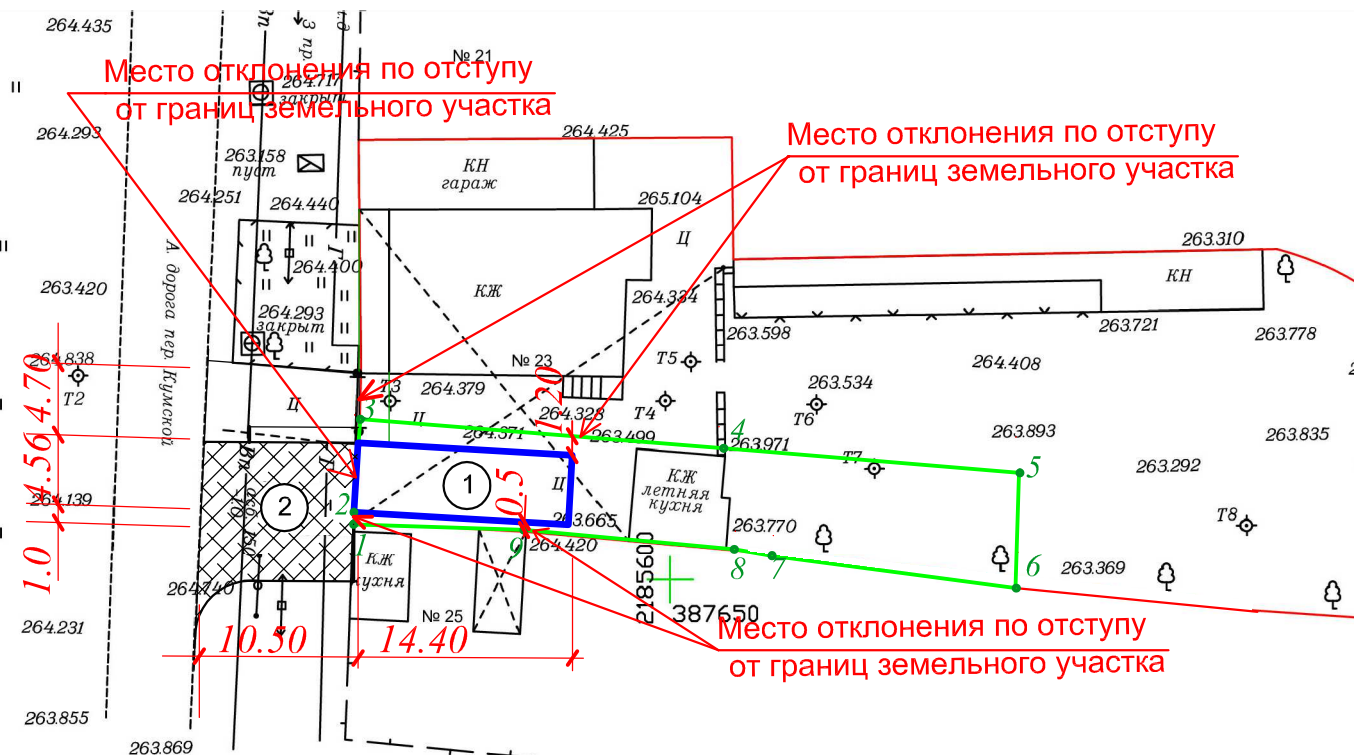 264.435
Вп
3 пр.
№ 21
Место отклонения по отступу
от границ земельного участка
264.717
закрыт
264.293
264.425
Место отклонения по отступу
от границ земельного участка
263.158
пуст
КН
гараж
264.251
264.440
265.104
Ц
263.310
А. дорога пер. Кумской
Г
264.400
КЖ
КН
263.420
264.293
закрыт
264.334
263.598
263.721
263.778
264.838
4.70
Т2
№ 23
Т5
264.408
Т3
264.379
1.20
264.328
Т4
263.534
Т6
Ц
3
Ц
264.371
263.499
4
263.971
263.893
263.835
4.56
Вп
1
Ц
0.5
КЖ
летняя
кухня
Т7
5
263.292
264.139
2
2
263.665
263.770
Т8
1.0
1
КЖ
кухня
9
264.420
8
7
6
263.369
264.740
2185600
387650
264.231
№ 25
10.50
14.40
Место отклонения по отступу
от границ земельного участка
263.855
263.869